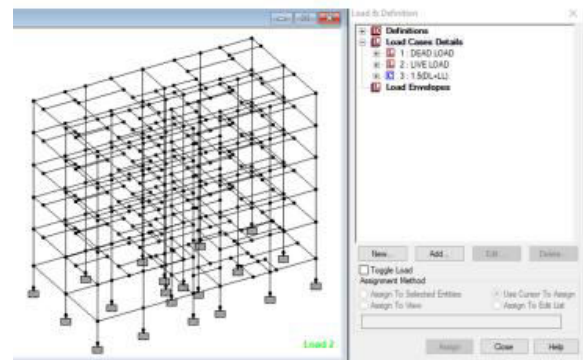 Load & Definition
Definitions
Load Cases Details
1 : DEAD LOAD
2 : LIVE LOAD
3 : 1.5(DL+LL)
Load Envelopes
New...
Add...
Edit...
Delete...
Toggle Load
Assignment Method
Assign To Selected Entities
Use Cursor To Assign
Assign To View
Assign To Edit List
Assign
Close
Help
Load 2